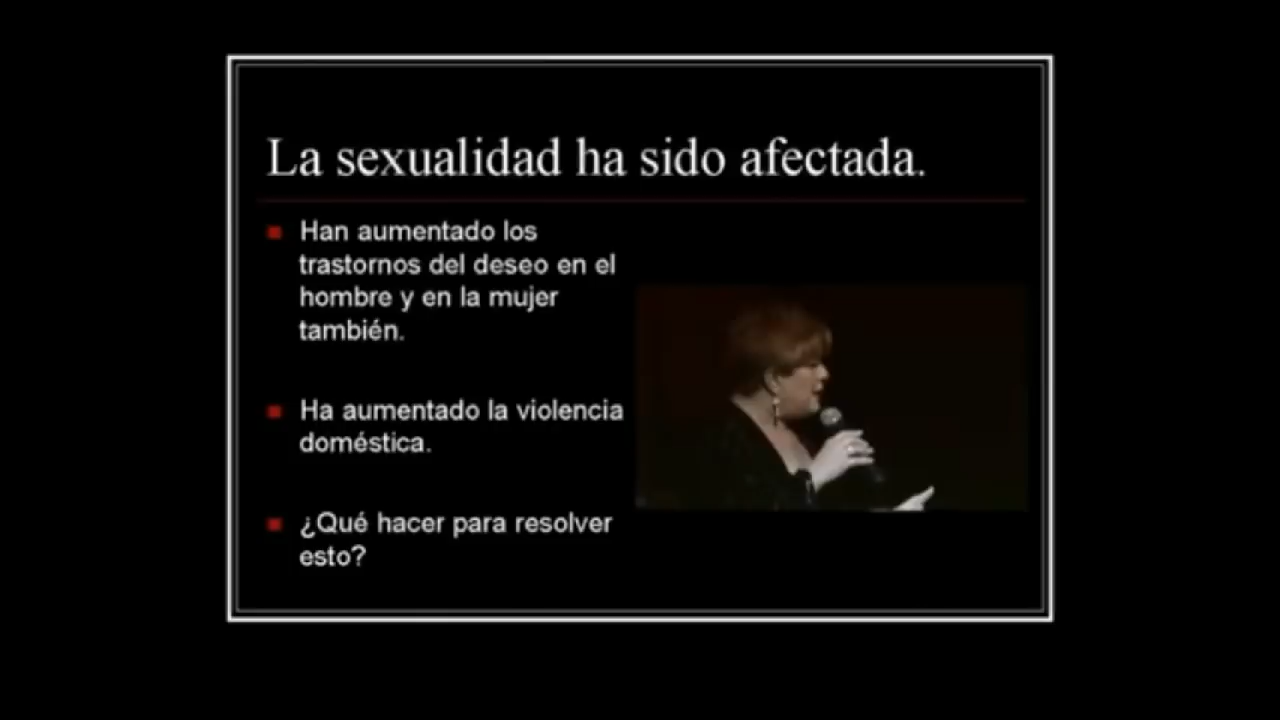 La sexualidad ha sido afectada.
Han aumentado los
trastornos del deseo en el
hombre y en la mujer
también.
Ha aumentado la violencia
doméstica.
¿Qué hacer para resolver
esto?